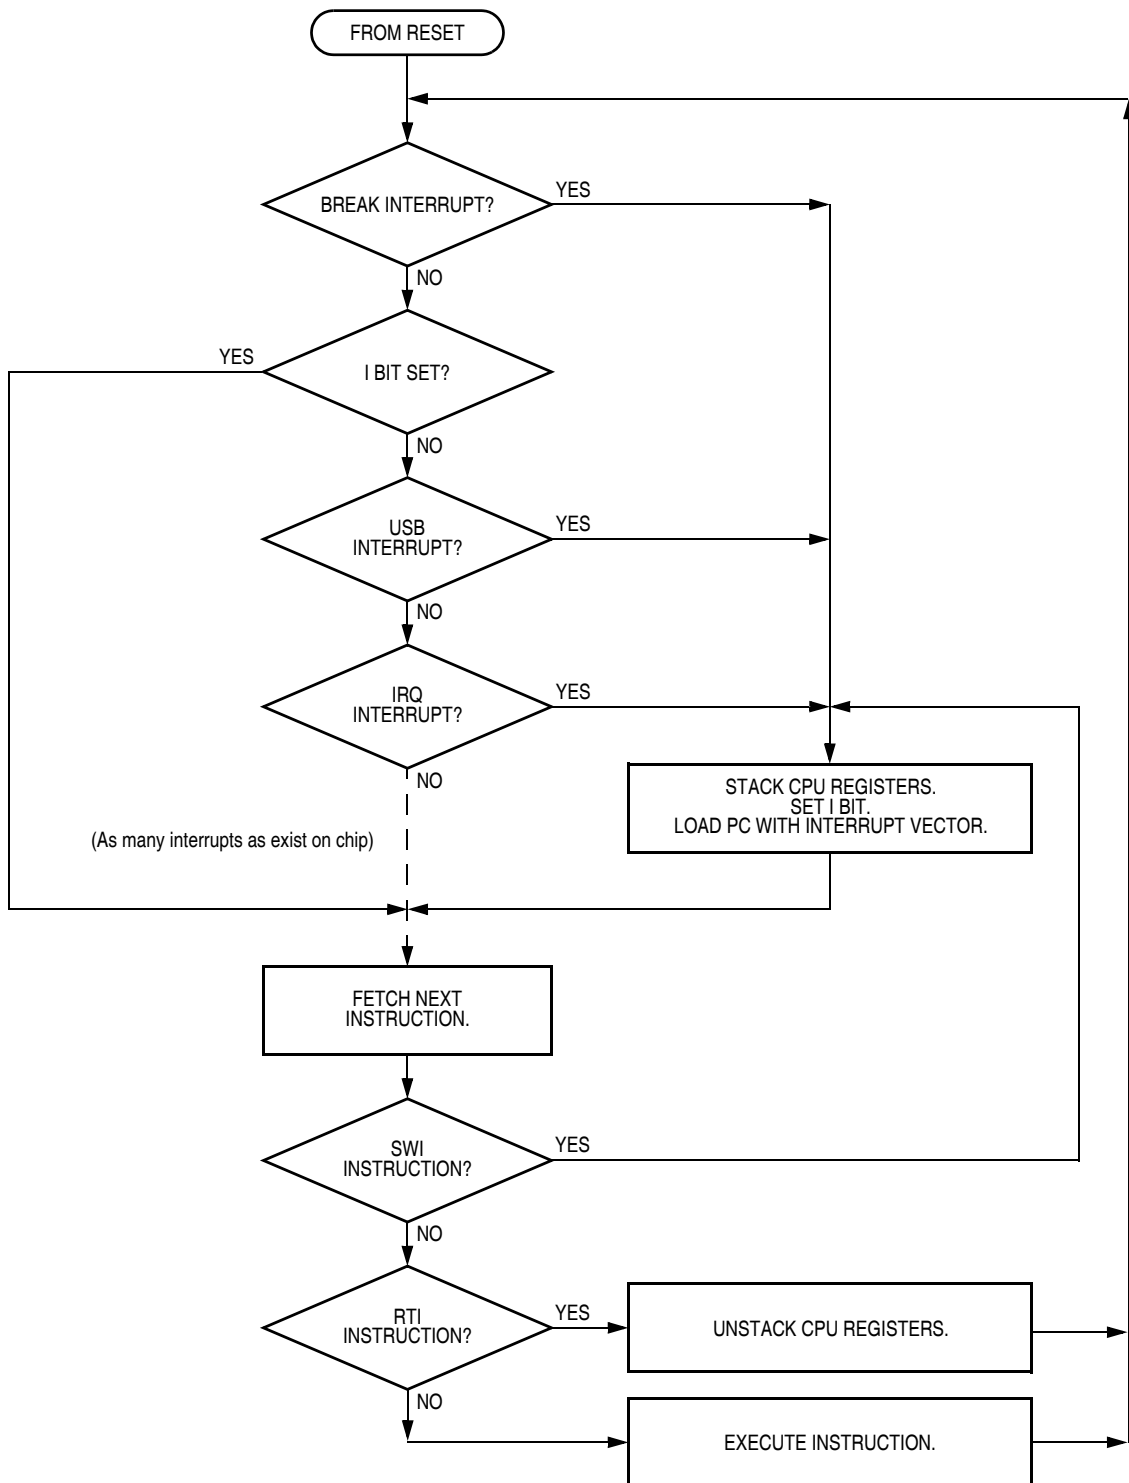 FROM RESET
BREAK INTERRUPT?
YES
NO
YES
I BIT SET?
NO
USB
INTERRUPT?
YES
NO
IRQ
INTERRUPT?
YES
NO
STACK CPU REGISTERS.
SET I BIT.
LOAD PC WITH INTERRUPT VECTOR.
(As many interrupts as exist on chip)
FETCH NEXT
INSTRUCTION.
SWI
INSTRUCTION?
YES
NO
RTI
INSTRUCTION?
YES
UNSTACK CPU REGISTERS.
NO
EXECUTE INSTRUCTION.